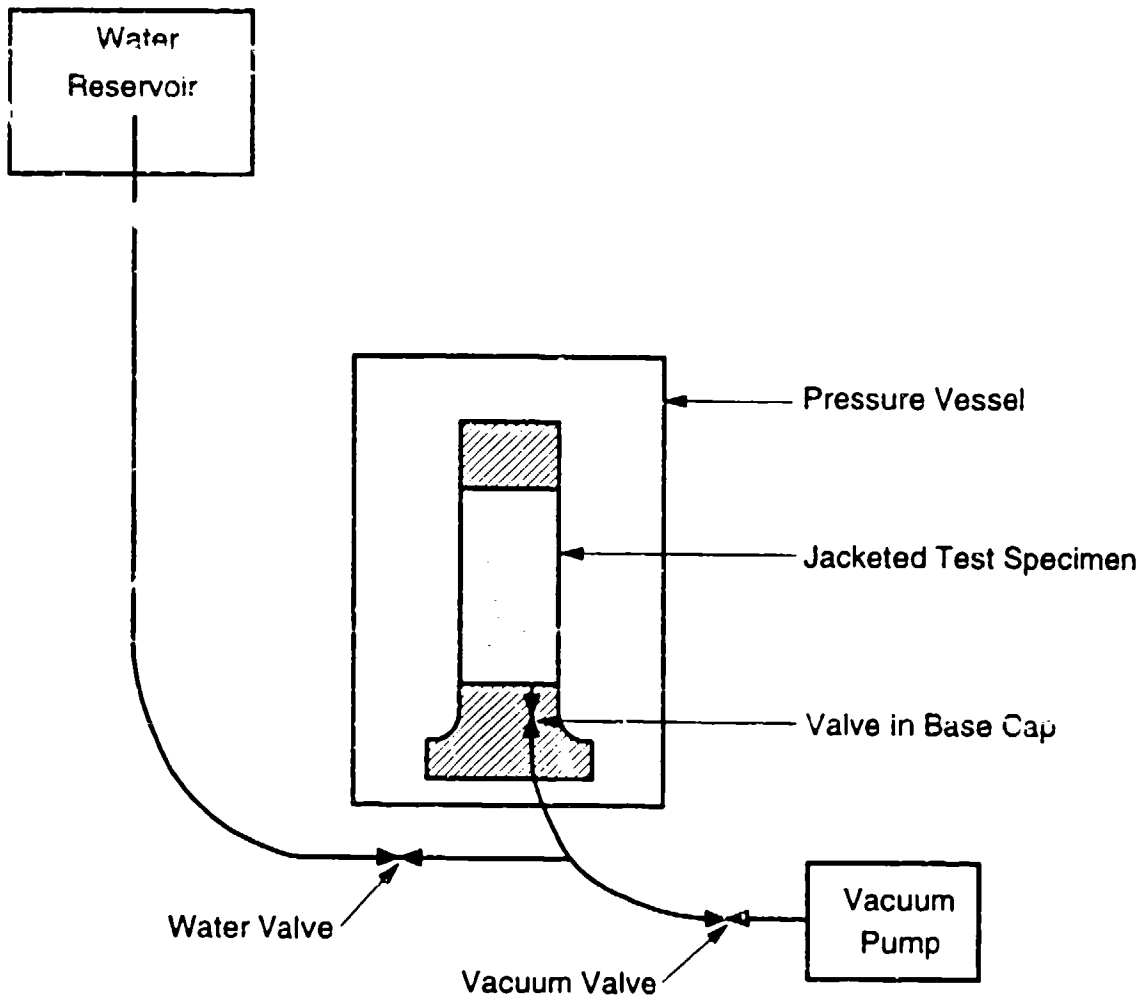 Water
Reservoir
Pressure Vessel
Jacketed Test Specimen
Valve in Base Cap
Water Valve
Vacuum Valve
Vacuum
Pump